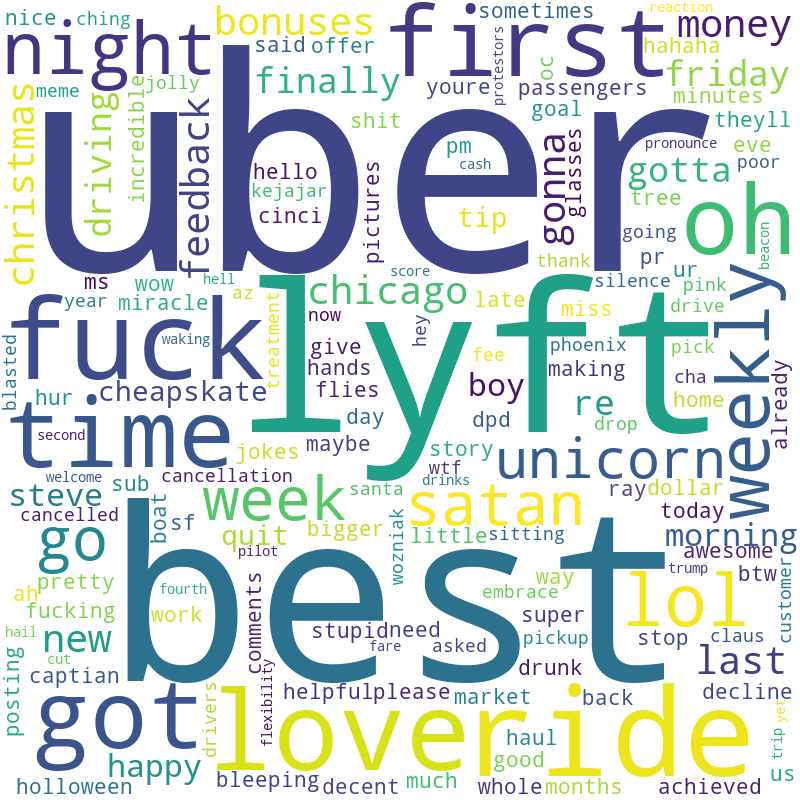 nice
ching
bonuses
sometimes
reaction
night
said
offer
first
protestors
money
hahaha
meme
incredible
jolly
finally
youre
oc
passengers
friday
minutes
christmas
driving
feedback
shit
goal
glasses
theyll
uber
hello
kejajar
cinci
pictures
pm
cash
tip
gonna
pronounce
eve
poor
gotta
tree
oh
going
pr
thank
silence
ur
pink
beacon
ms
wow
hell
score
year
miracle
az
chicago
late
miss
drive
weekly
blasted
fuck
waking
treatment
now
give
hey
lyft
fee
phoenix
pick
hands
making
hur
cheapskate
flies
boy
cha
home
already
time
day
dpd
re
drop
second
jokes
maybe
story
unicorn
welcome
cancellation
wtf
drinks
steve
sub
boat
week
santa
satan
ray
dollar
cancelled
sf
quit
bigger
wozniak
little
sitting
today
morning
go
pilot
awesome
pretty
best
way
trump
btw
customer
ah
fourth
embrace
fucking
work
comments
super
lol
hail
new
stupid
need
asked
pickup
stop
claus
cut
fare
drunk
last
captian
flexibility
posting
got
drivers
love
helpful
please
market
ride
back
decline
yet
happy
haul
good
trip
us
holloween
bleeping
decent
much
whole
months
achieved